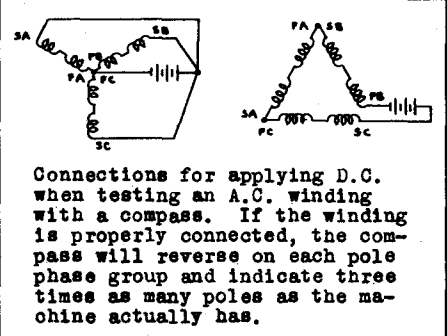 SA
SB
FB
FA
FC
SC
FA
SB
FB
SA
FC
SC
Connections for applying D.C.
when testing an A.C. winding
with a compass. If the winding
is properly connected, the com-
pass will reverse on each pole
phase group and indicate three
times as many poles as the ma-
chine actually has.